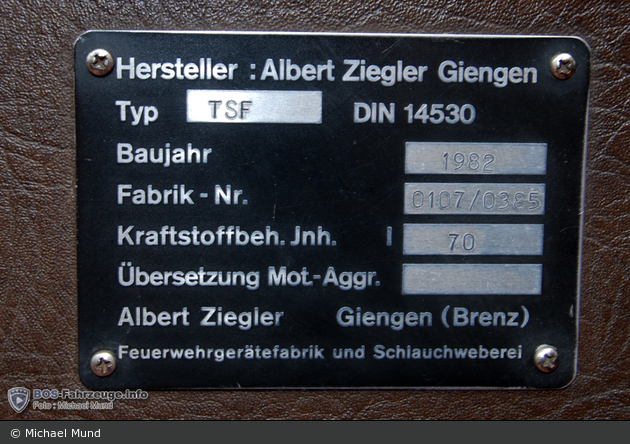 Hersteller : Albert Ziegler Giengen
Typ TSF DIN 14530
Baujahr 1982
Fabrik - Nr. 0107/0385
Kraftstoffbeh. Jnh. l 70
Übersetzung Mot.-Aggr.
Albert Ziegler Giengen (Brenz)
Feuerwehrgerätefabrik und Schlauchweberei
BOS-Fahrzeuge.info
Foto : Michael Mund
© Michael Mund